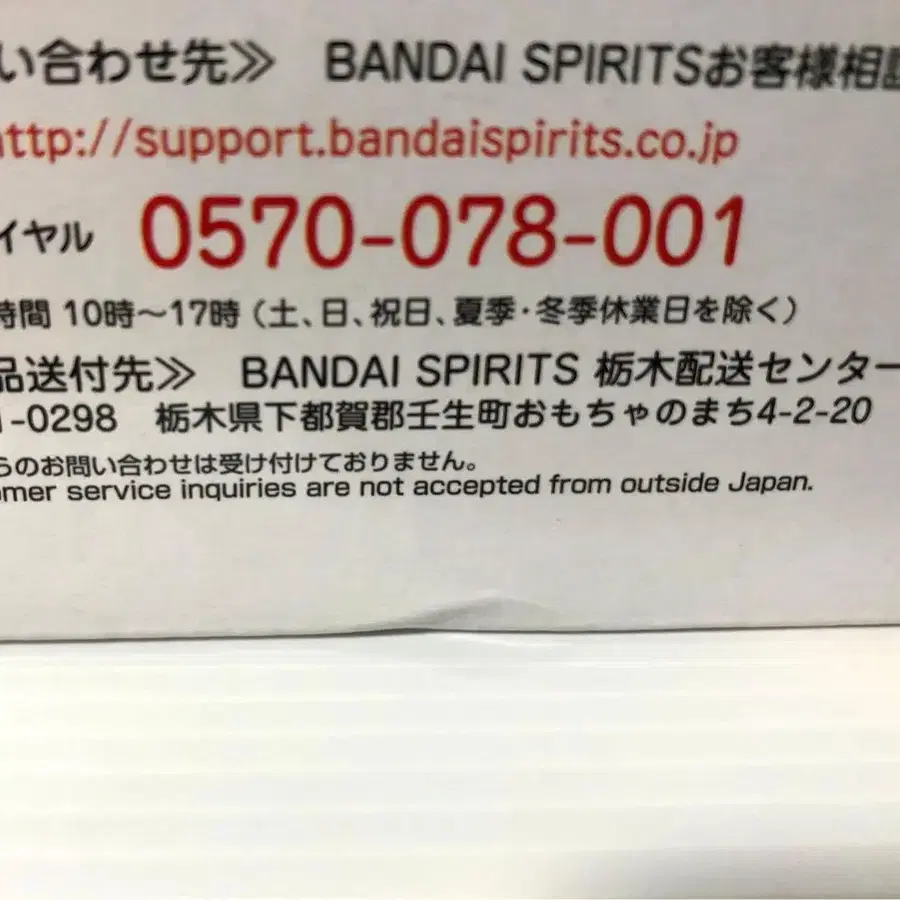 い合わせ先≫ BANDAI SPIRITSお客様相談
http://support.bandaispirits.co.jp
イヤル 0570-078-001
時間 10時〜17時（土、日、祝日、夏季・冬季休業日を除く）
品送付先≫ BANDAI SPIRITS 栃木配送センター
1-0298 栃木県下都賀郡壬生町おもちゃのまち4-2-20
らのお問い合わせは受け付けておりません。
omer service inquiries are not accepted from outside Japan.